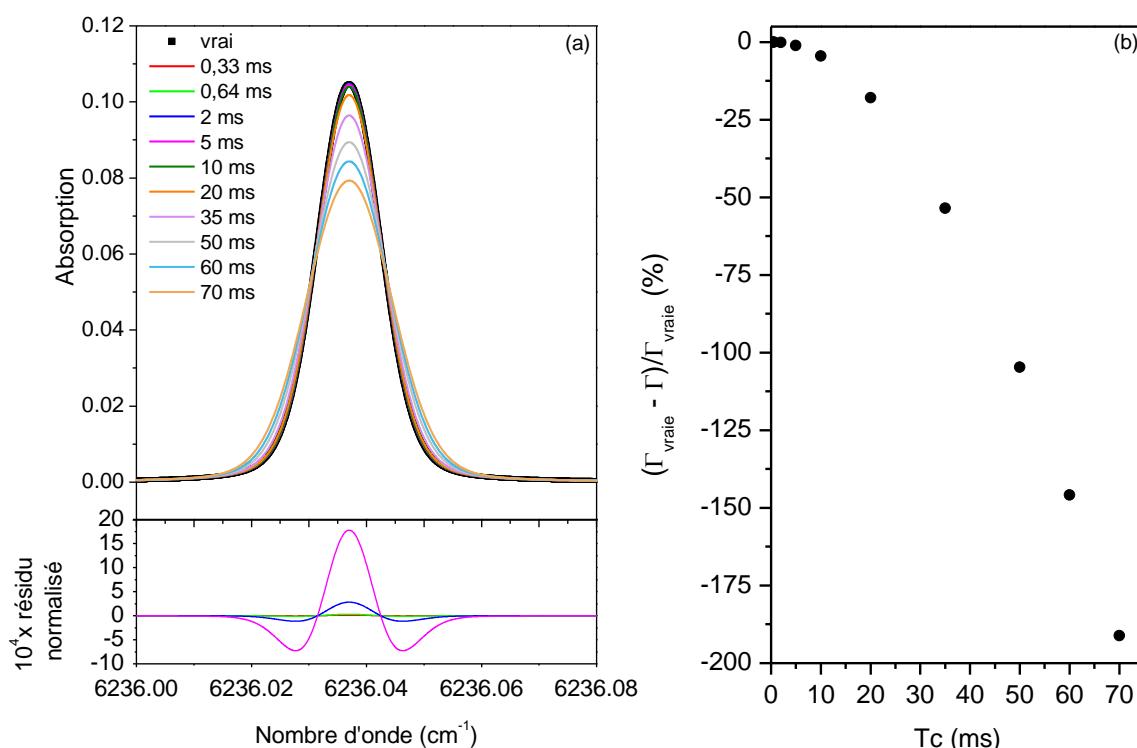 (a)
0.12
0.10
0.08
0.06
0.04
0.02
0.00
Absorption
vrai
0,33 ms
0,64 ms
2 ms
5 ms
10 ms
20 ms
35 ms
50 ms
60 ms
70 ms
20
15
10
5
0
-5
-10
10⁴x résidu
normalisé
6236.00 6236.02 6236.04 6236.06 6236.08
Nombre d'onde (cm⁻¹)
(b)
0
-25
-50
-75
-100
-125
-150
-175
-200
(Γvraie - Γ)/Γvraie (%)
0 10 20 30 40 50 60 70
Tc (ms)